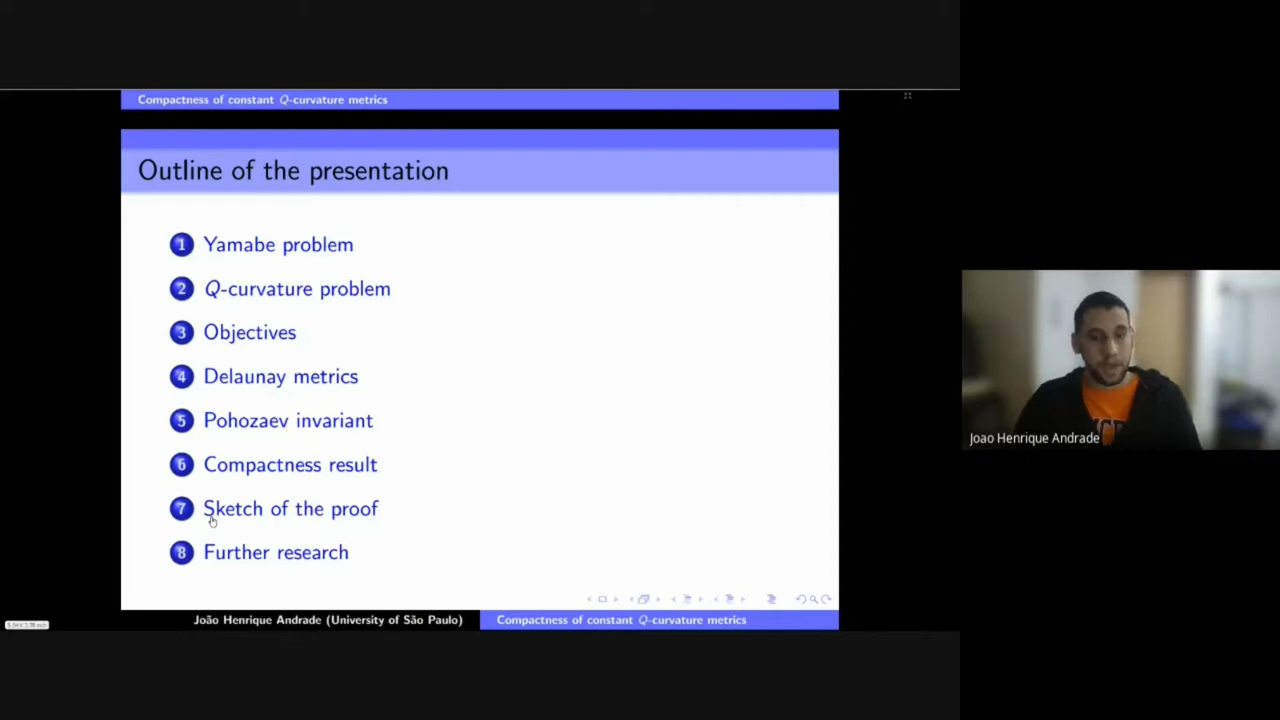 Compactness of constant Q-curvature metrics
Outline of the presentation
1 Yamabe problem
2 Q-curvature problem
3 Objectives
4 Delaunay metrics
5 Pohozaev invariant
6 Compactness result
7 Sketch of the proof
8 Further research
João Henrique Andrade (University of São Paulo)
Compactness of constant Q-curvature metrics
Joao Henrique Andrade